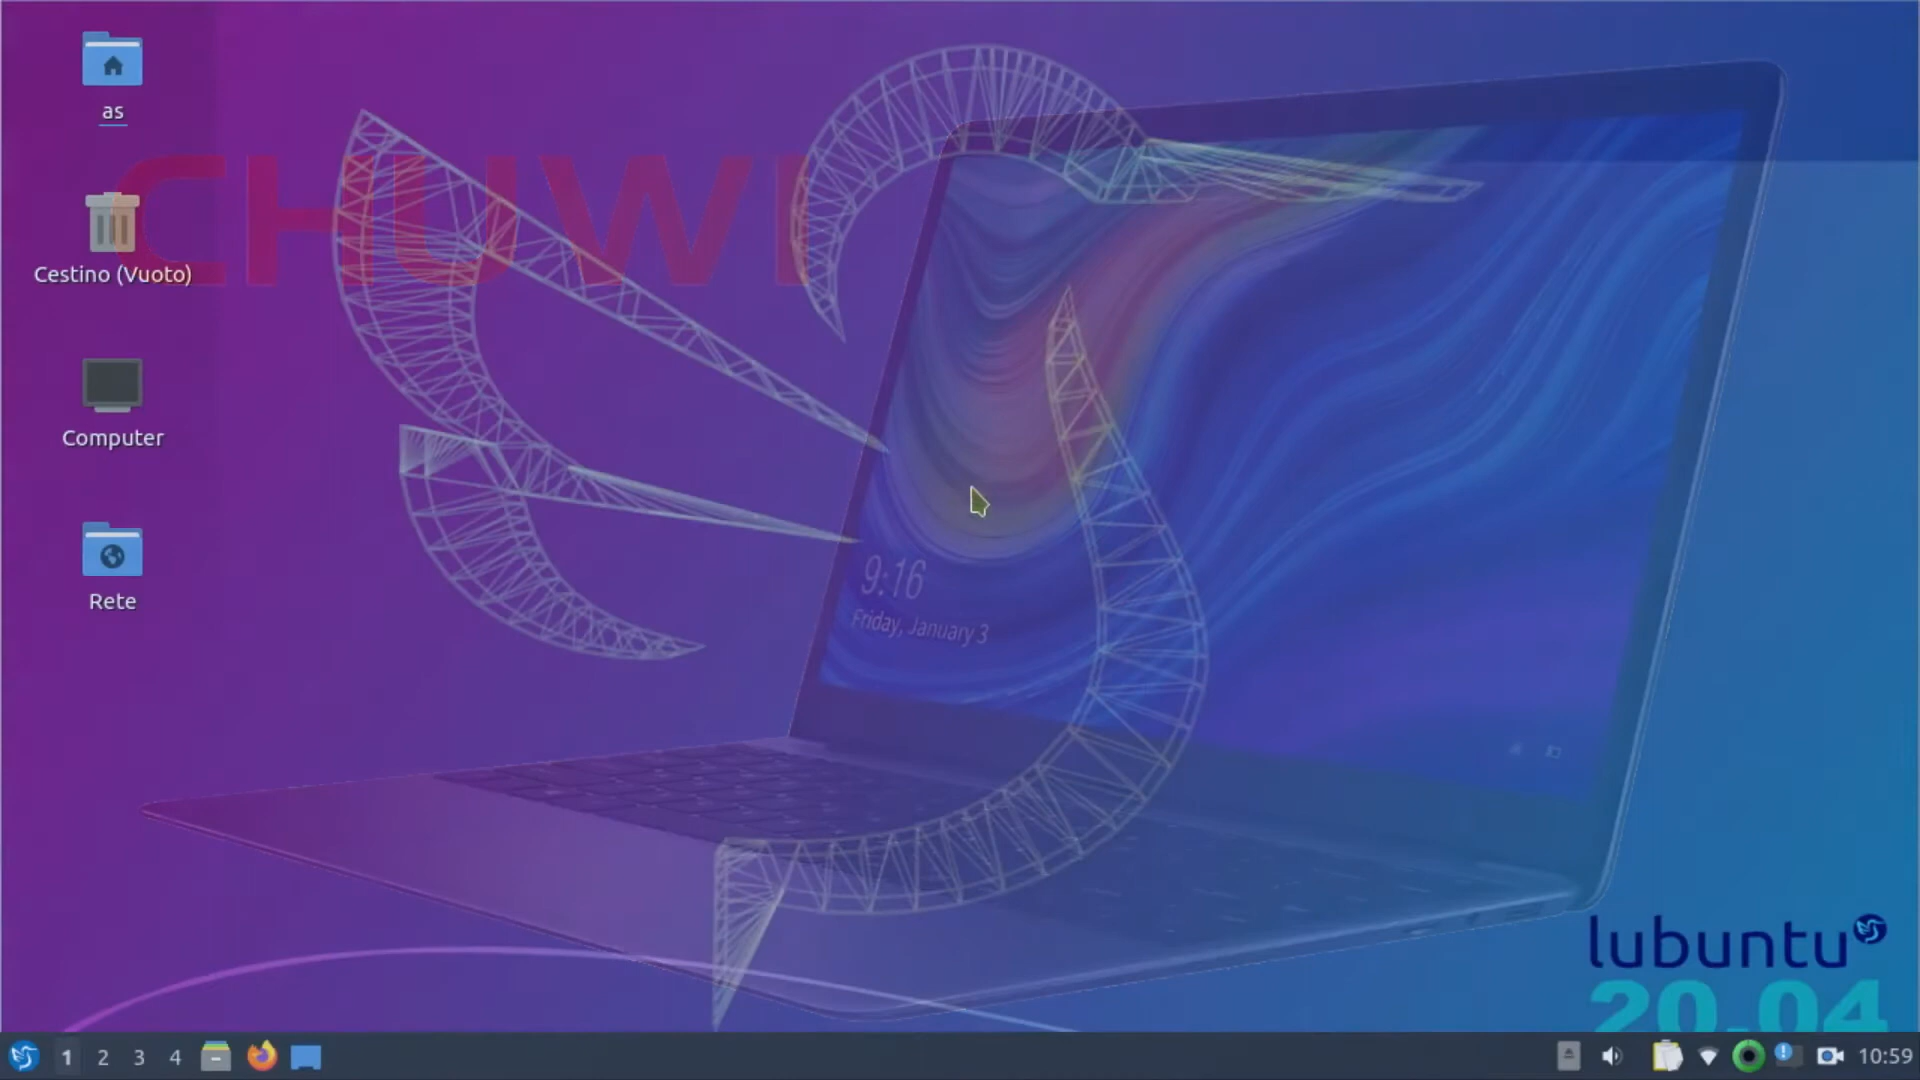 as
CHUWI
Cestino (Vuoto)
Computer
Rete
9:16
Friday, January 3
lubuntu
20.04
1 2 3 4
10:59